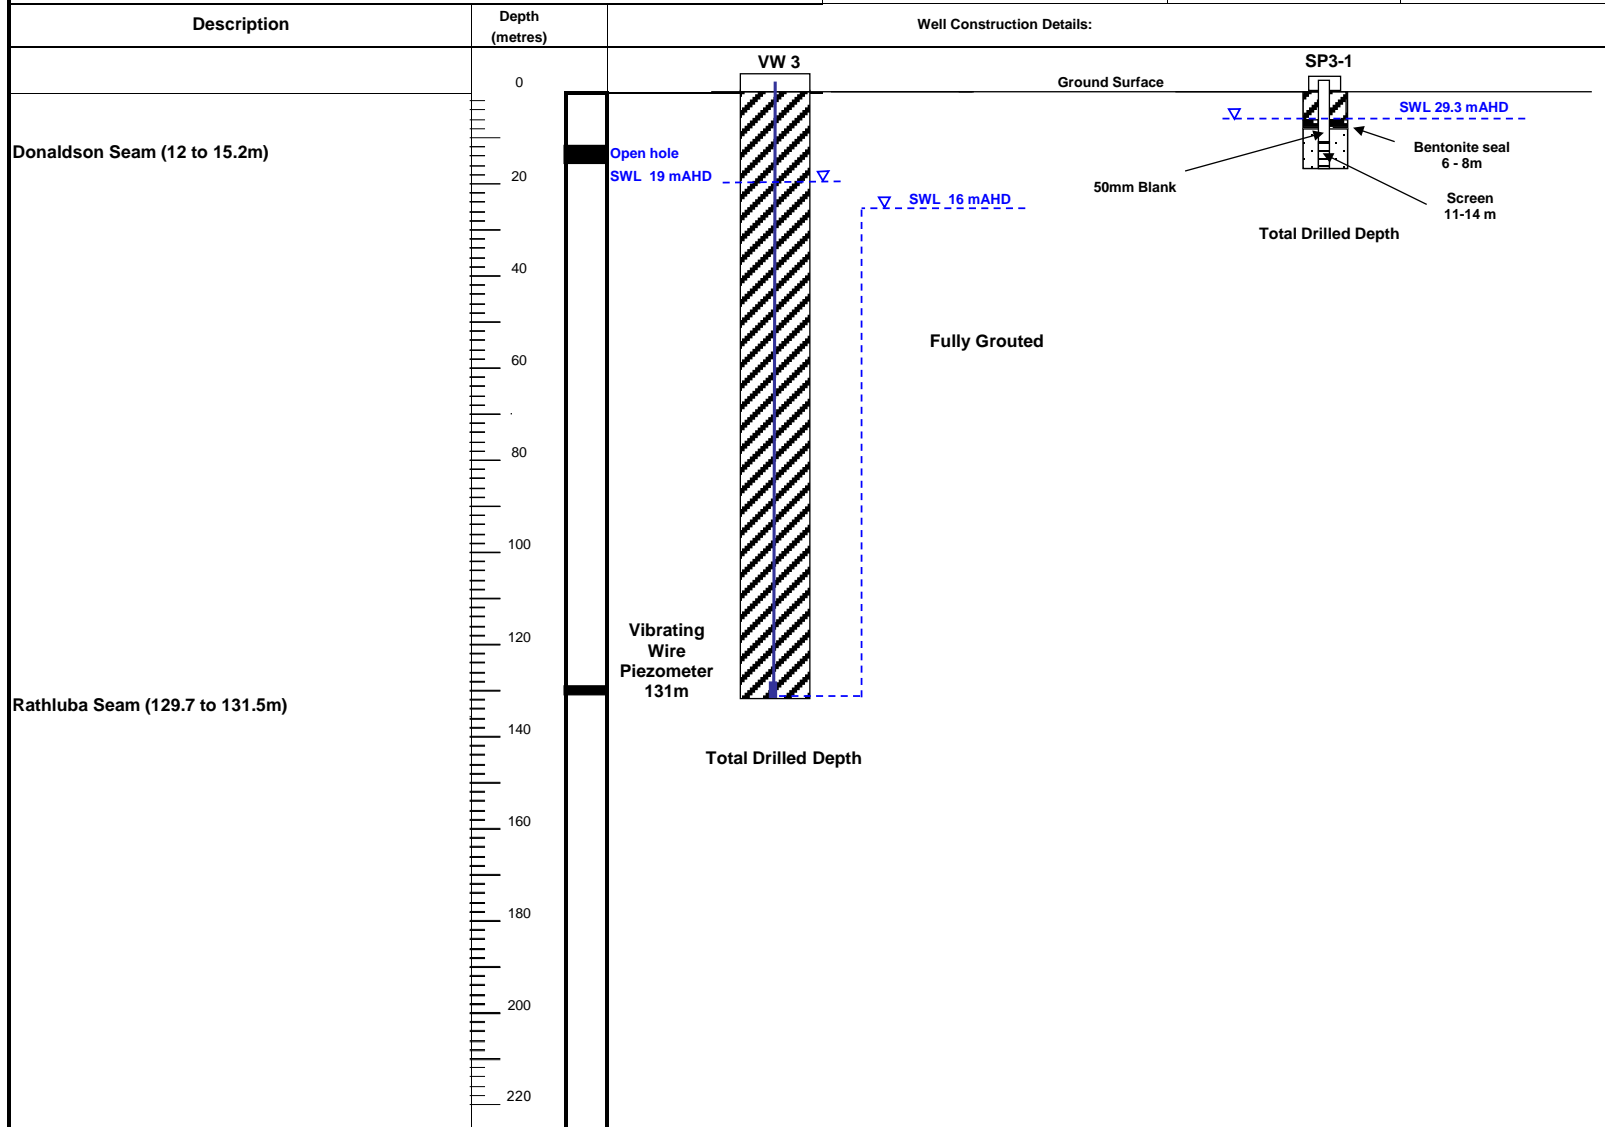 Description
Depth
(metres)
Well Construction Details:
VW 3
SP3-1
0
Ground Surface
SWL 29.3 mAHD
Donaldson Seam (12 to 15.2m)
Open hole
Bentonite seal
6 - 8m
20
SWL 19 mAHD
50mm Blank
SWL 16 mAHD
Screen
11-14 m
Total Drilled Depth
40
Fully Grouted
60
80
100
120
Vibrating
Wire
Piezometer
131m
Rathluba Seam (129.7 to 131.5m)
140
Total Drilled Depth
160
180
200
220